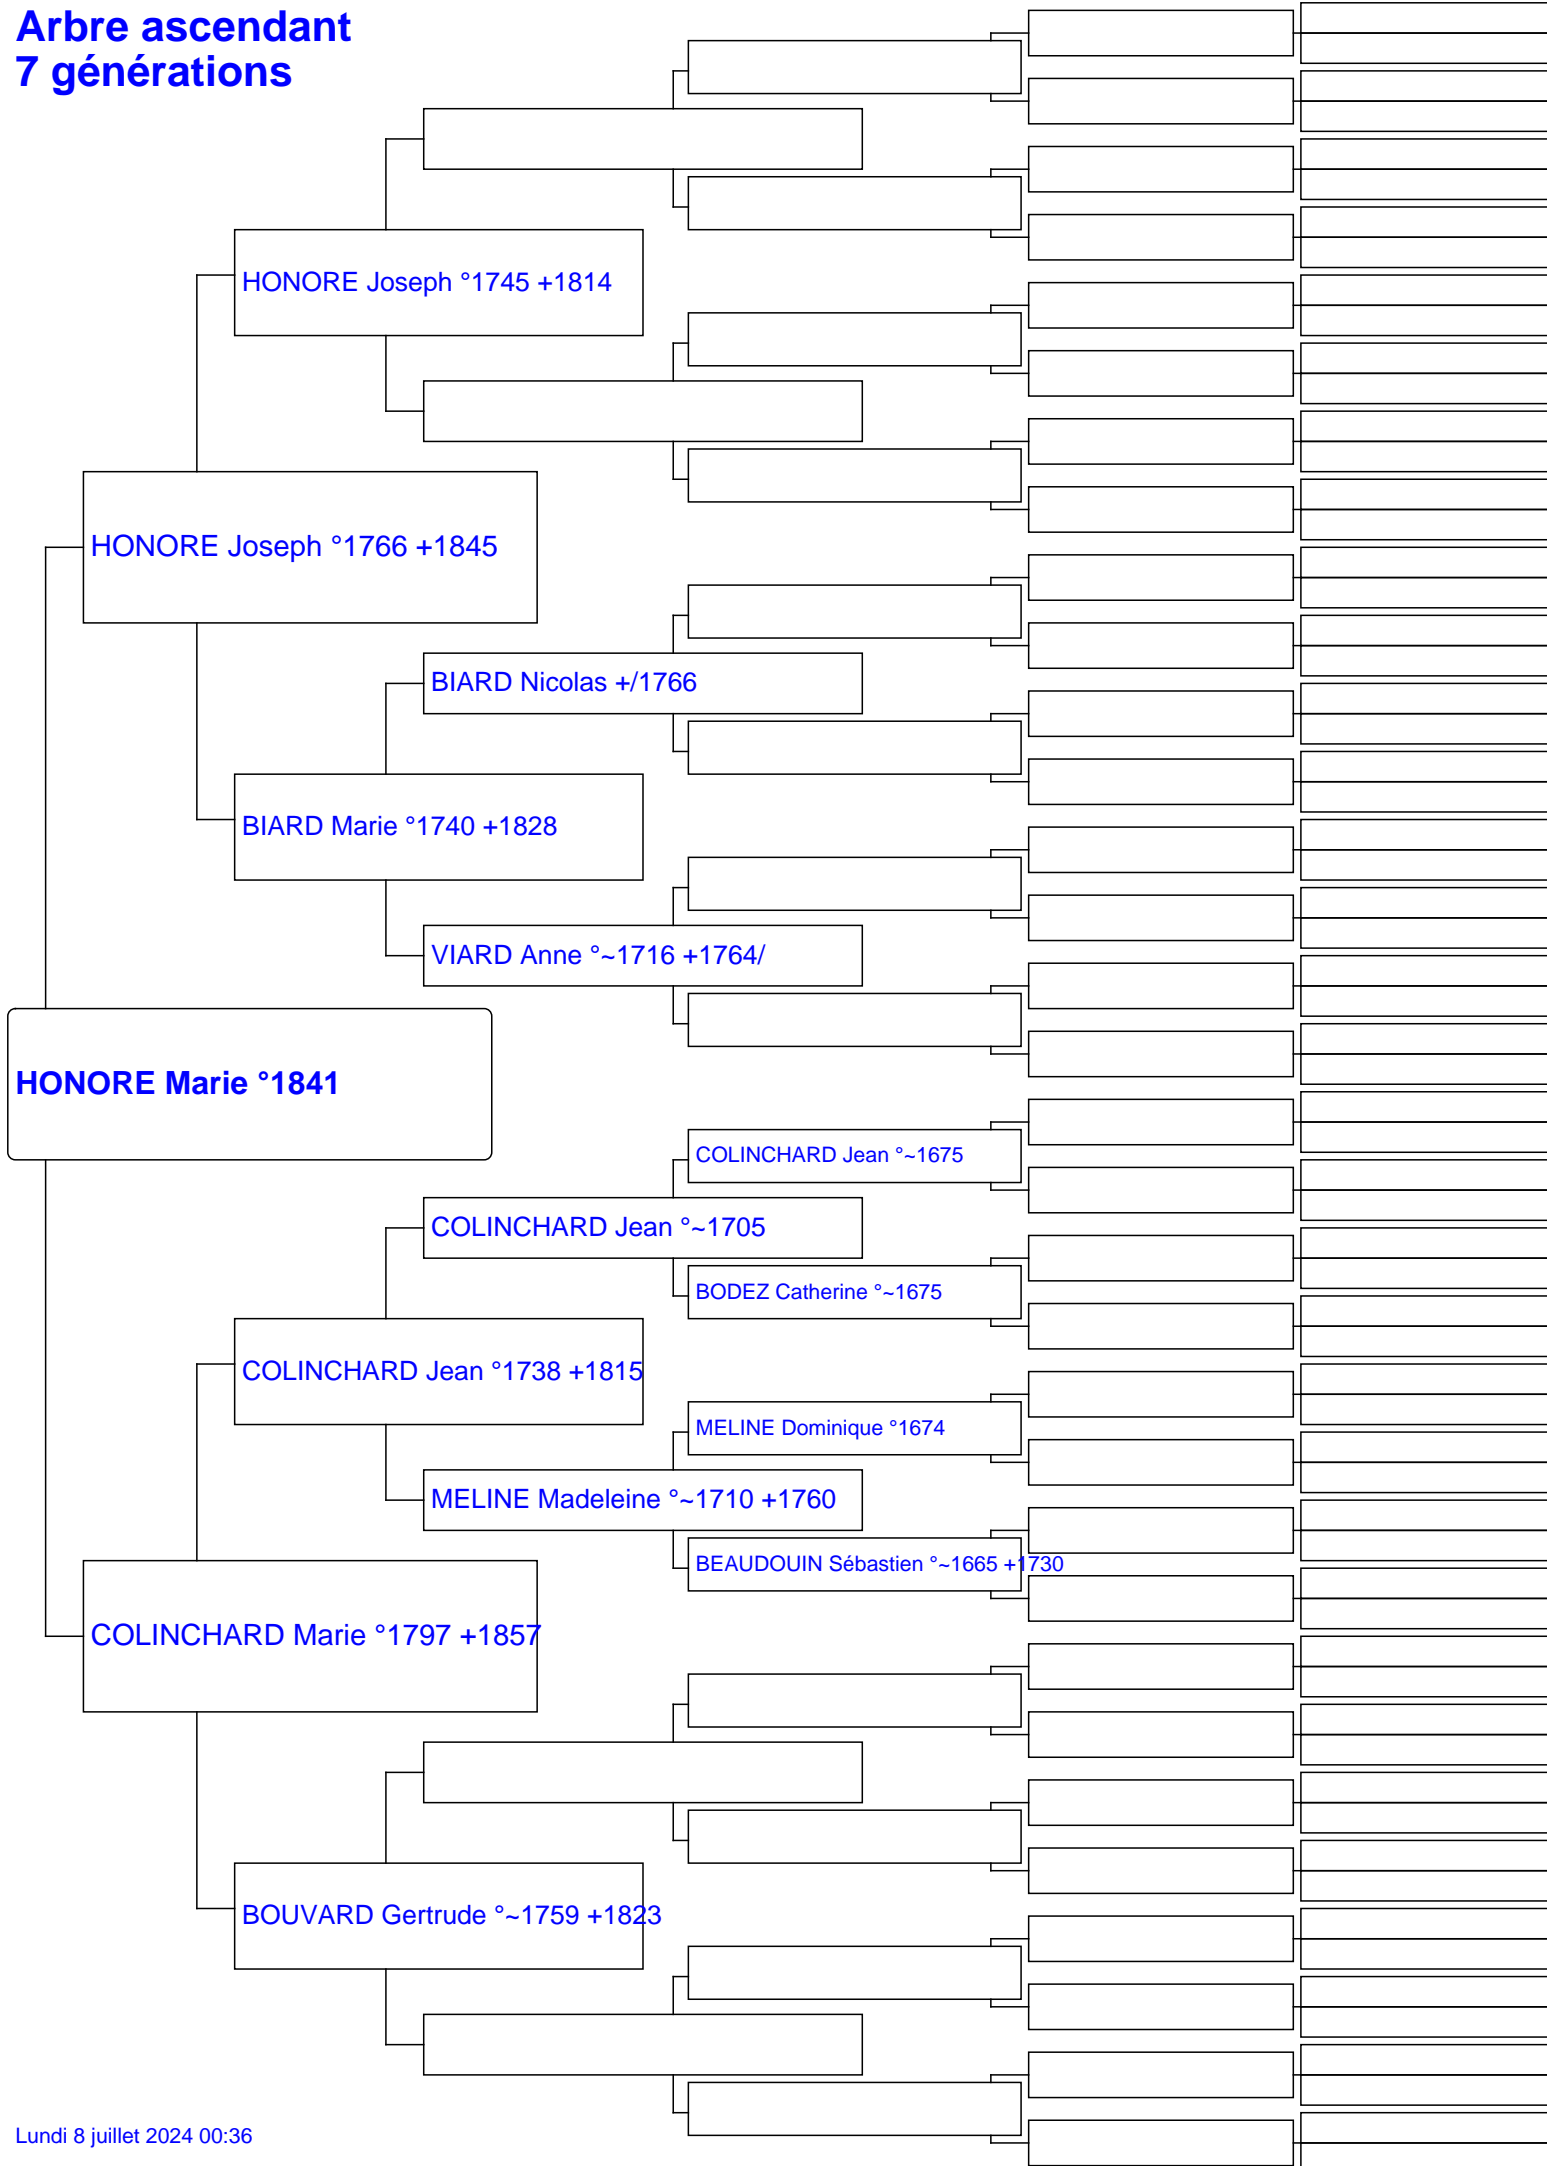 Arbre ascendant
7 générations
HONORE Joseph °1745 +1814
HONORE Joseph °1766 +1845
BIARD Nicolas +/1766
BIARD Marie °1740 +1828
VIARD Anne °~1716 +1764/
HONORE Marie °1841
COLINCHARD Jean °~1675
COLINCHARD Jean °~1705
BODEZ Catherine °~1675
COLINCHARD Jean °1738 +1815
MELINE Dominique °1674
MELINE Madeleine °~1710 +1760
BEAUDOUIN Sébastien °~1665 +1730
COLINCHARD Marie °1797 +1857
BOUVARD Gertrude °~1759 +1823
Lundi 8 juillet 2024 00:36